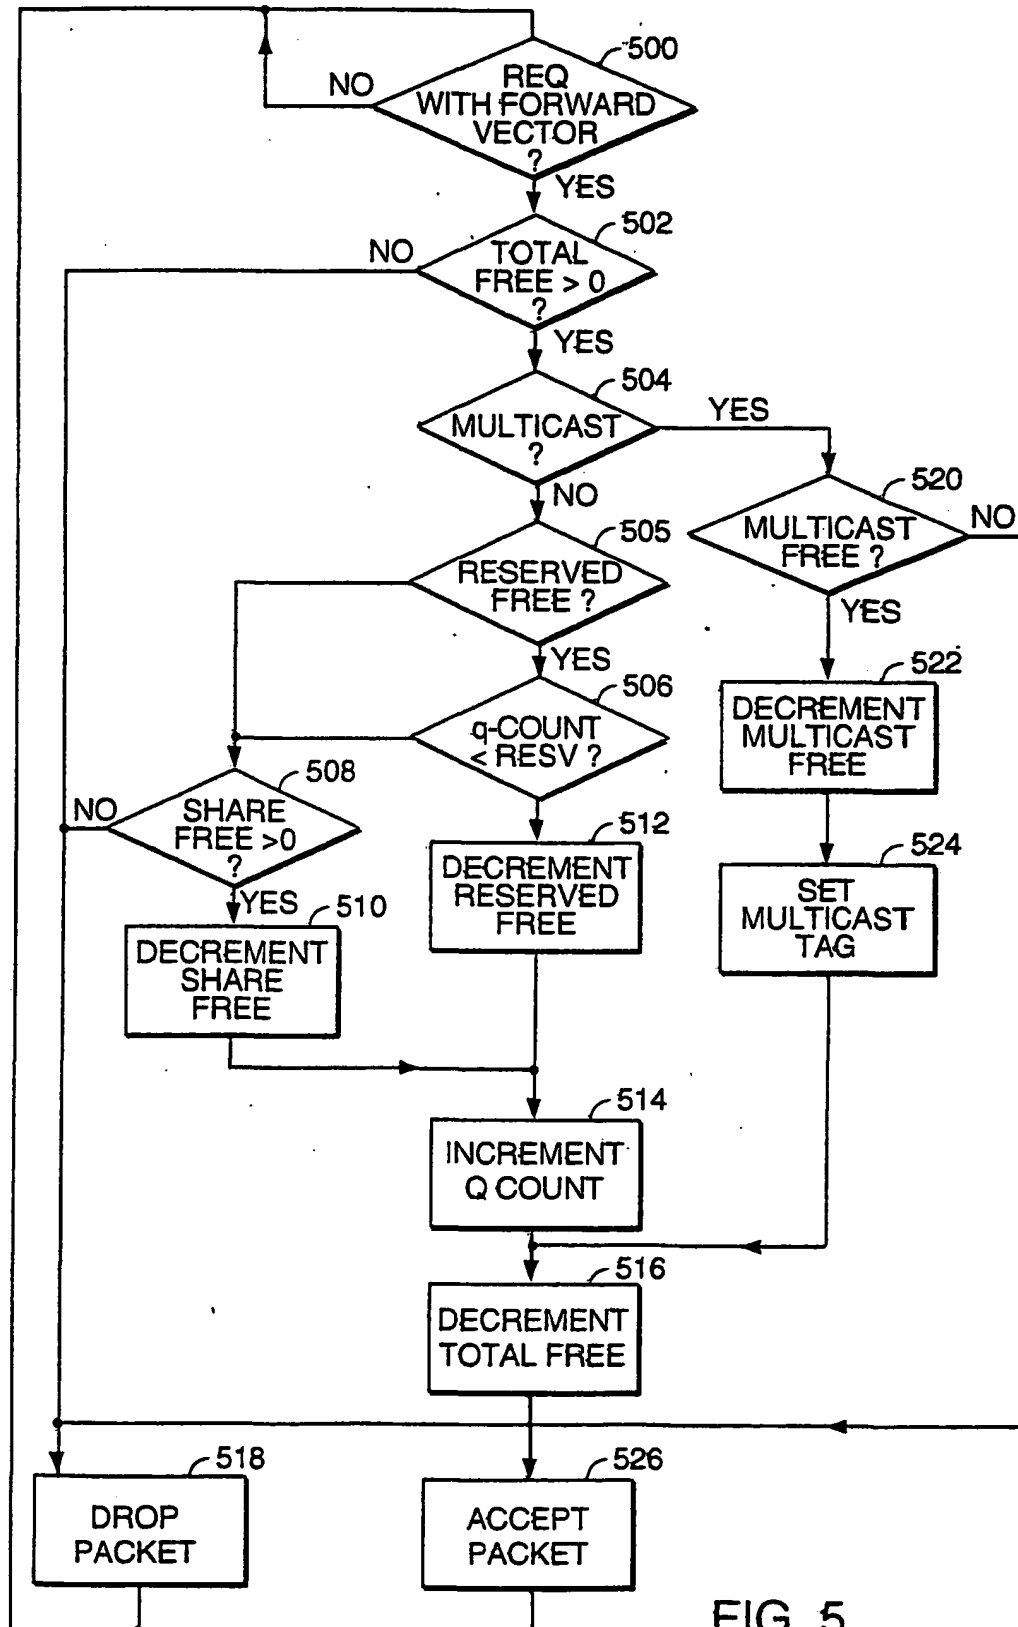 500
REQ
WITH FORWARD
VECTOR
?
NO
YES
502
NO
TOTAL
FREE > 0
?
YES
504
MULTICAST
?
YES
NO
520
MULTICAST
FREE ?
NO
YES
505
RESERVED
FREE ?
YES
506
q-COUNT
< RESV ?
522
DECREMENT
MULTICAST
FREE
508
NO
SHARE
FREE >0
?
YES
512
DECREMENT
RESERVED
FREE
524
SET
MULTICAST
TAG
510
DECREMENT
SHARE
FREE
514
INCREMENT
Q COUNT
516
DECREMENT
TOTAL FREE
518
DROP
PACKET
526
ACCEPT
PACKET
FIG. 5